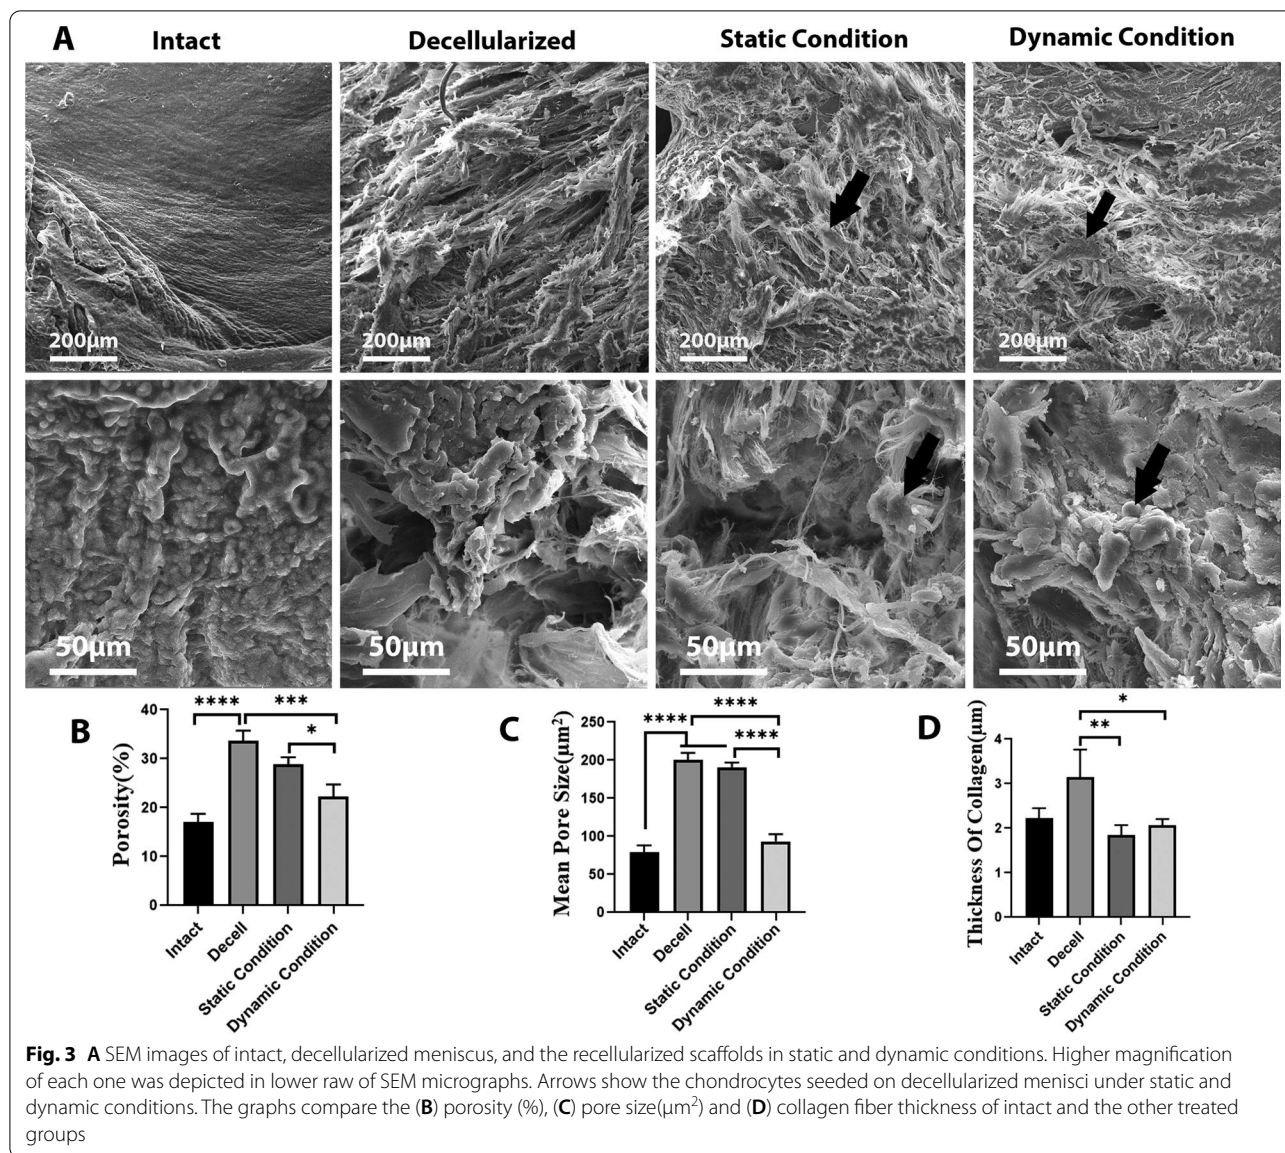 A
Intact
Decellularized
Static Condition
Dynamic Condition
200µm
200µm
200µm
200µm
50µm
50µm
50µm
50µm
B
Porosity(%)
40
30
20
10
0
****
***
*
Intact
Decell
Static Condition
Dynamic Condition
C
Mean Pore Size(µm²)
250
200
150
100
50
0
****
****
****
Intact
Decell
Static Condition
Dynamic Condition
D
Thickness Of Collagen(µm)
4
3
2
1
0
*
**
Intact
Decell
Static Condition
Dynamic Condition
Fig. 3 A SEM images of intact, decellularized meniscus, and the recellularized scaffolds in static and dynamic conditions. Higher magnification
of each one was depicted in lower raw of SEM micrographs. Arrows show the chondrocytes seeded on decellularized menisci under static and
dynamic conditions. The graphs compare the (B) porosity (%), (C) pore size(µm²) and (D) collagen fiber thickness of intact and the other treated
groups